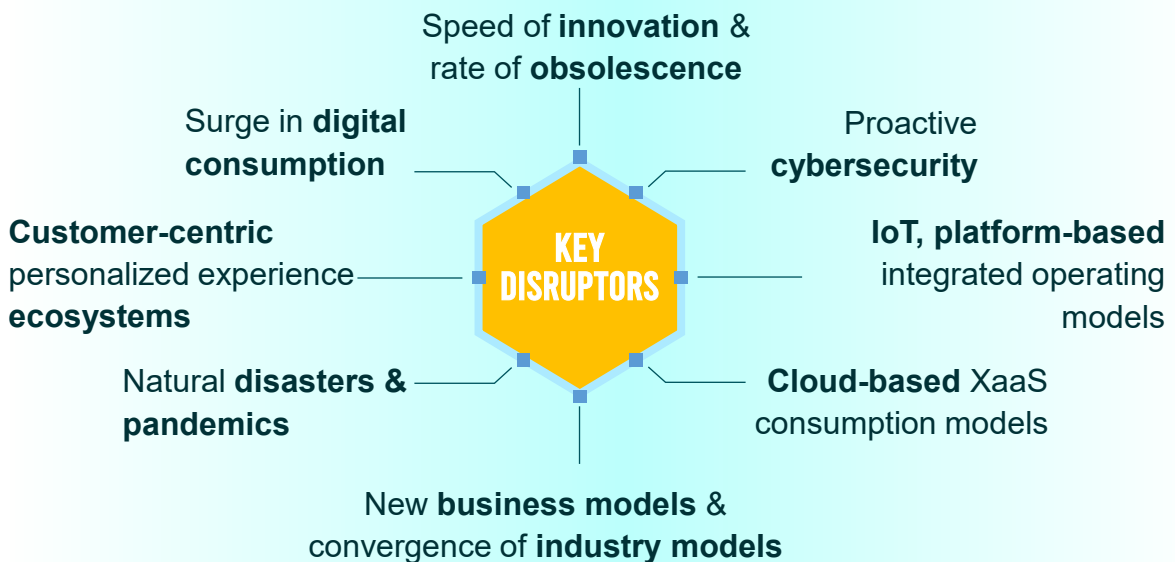 Speed of innovation &
rate of obsolescence
Surge in digital
consumption
Proactive
cybersecurity
Customer-centric
personalized experience
ecosystems
KEY
DISRUPTORS
IoT, platform-based
integrated operating
models
Natural disasters &
pandemics
Cloud-based XaaS
consumption models
New business models &
convergence of industry models